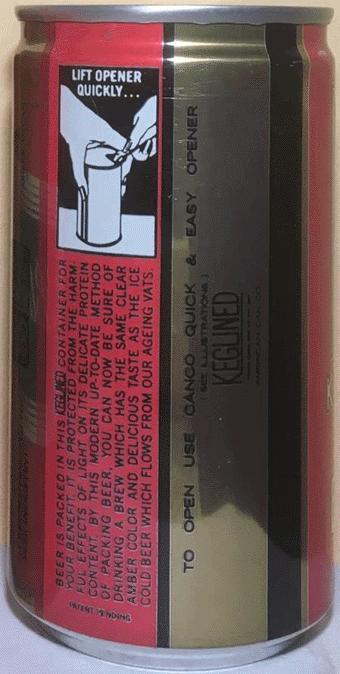 LIFT OPENER
QUICKLY...
BEER IS PACKED IN THIS KEGLINED CONTAINER FOR
YOUR BENEFIT. IT IS PROTECTED FROM THE HARM-
FUL EFFECTS OF LIGHT ON ITS DELICATE PROTEIN
CONTENT. BY THIS MODERN UP-TO-DATE METHOD
OF PACKING BEER, YOU CAN NOW BE SURE OF
DRINKING A BREW WHICH HAS THE SAME CLEAR
AMBER COLOR AND DELICIOUS TASTE AS THE ICE
COLD BEER WHICH FLOWS FROM OUR AGEING VATS.
PATENT PENDING
TO OPEN USE CANCO QUICK & EASY OPENER
( SEE ILLUSTRATIONS )
KEGLINED
AMERICAN CAN CO.